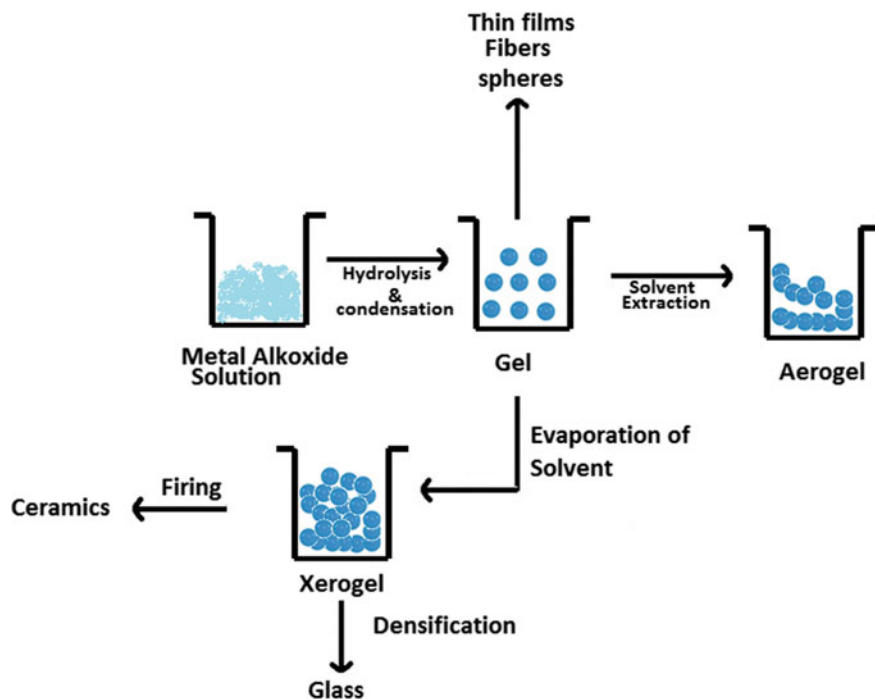 Thin films
Fibers
spheres
Hydrolysis
&
condensation
Solvent
Extraction
Metal Alkoxide
Solution
Gel
Aerogel
Evaporation of
Solvent
Firing
Ceramics
Xerogel
Densification
Glass